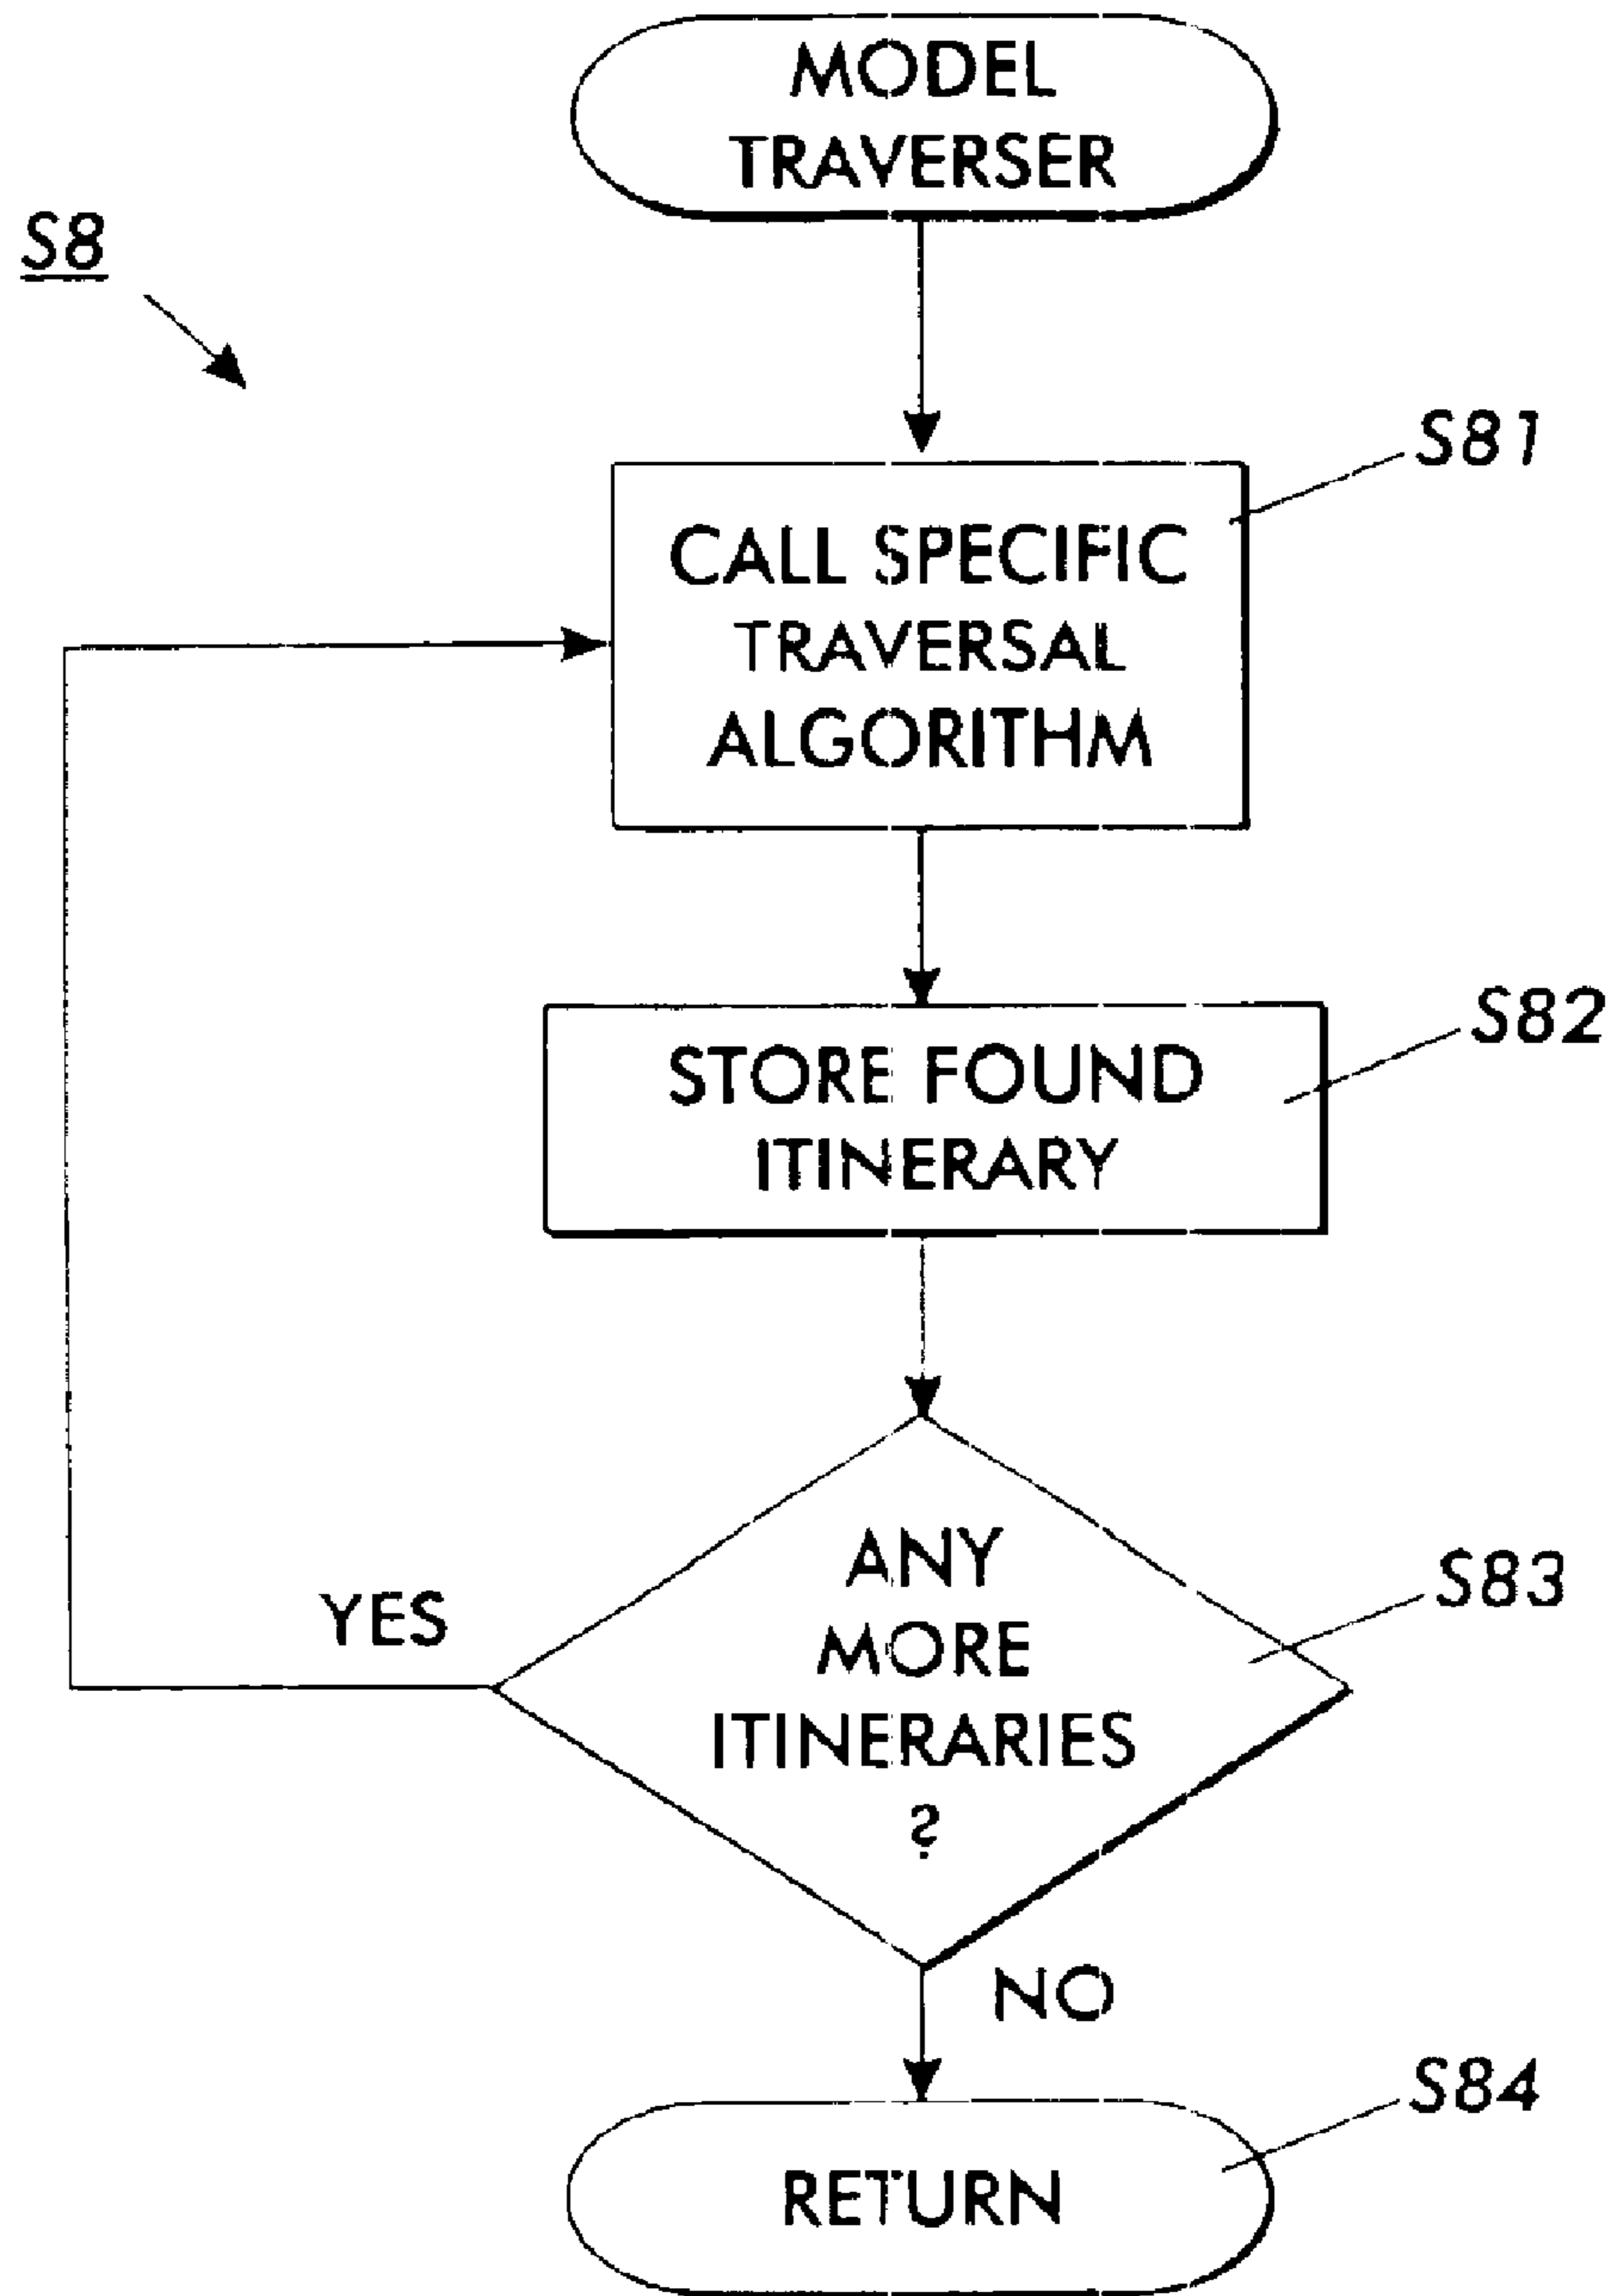 MODEL
TRAVERSER
S8
S81
CALL SPECIFIC
TRAVERSAL
ALGORITHM
S82
STORE FOUND
ITINERARY
S83
ANY
MORE
ITINERARIES
?
YES
NO
S84
RETURN